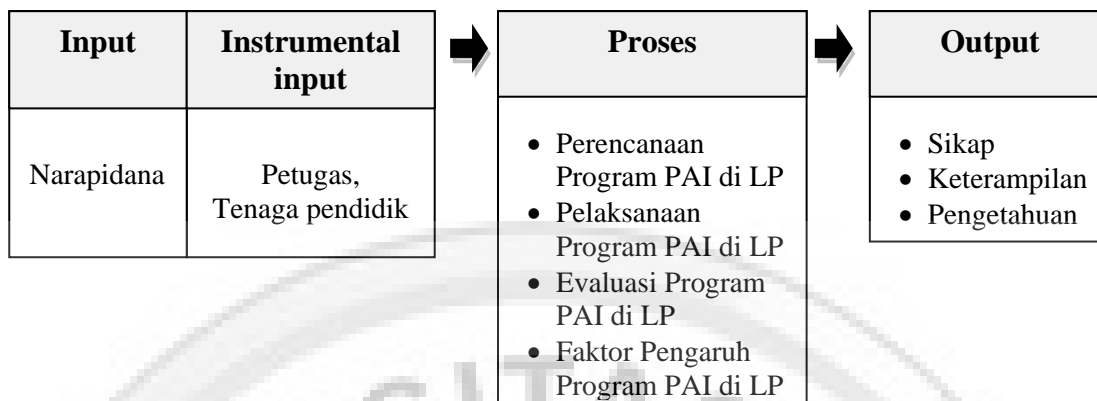 Input
Instrumental
input
Narapidana
Petugas,
Tenaga pendidik
Proses
• Perencanaan
Program PAI di LP
• Pelaksanaan
Program PAI di LP
• Evaluasi Program
PAI di LP
• Faktor Pengaruh
Program PAI di LP
Output
• Sikap
• Keterampilan
• Pengetahuan